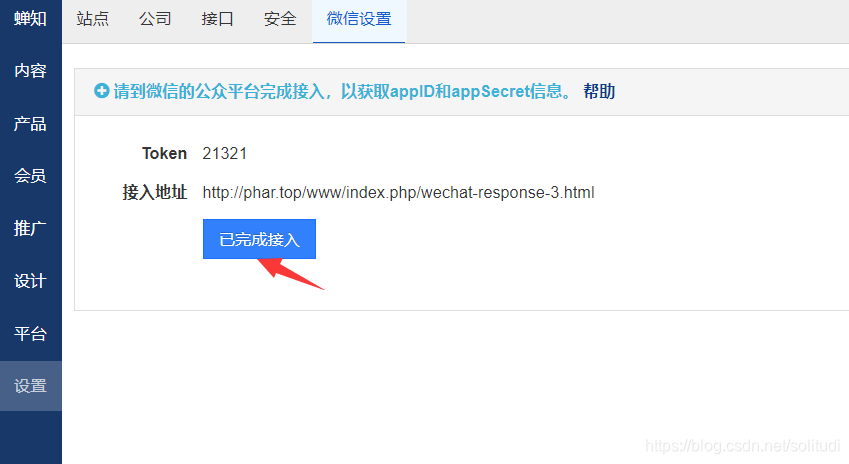 蝉知 站点 公司 接口 安全 微信设置
内容
请到微信的公众平台完成接入，以获取appID和appSecret信息。 帮助
产品
Token 21321
会员
接入地址 http://phar.top/www/index.php/wechat-response-3.html
推广
已完成接入
设计
平台
设置
https://blog.csdn.net/solitudi